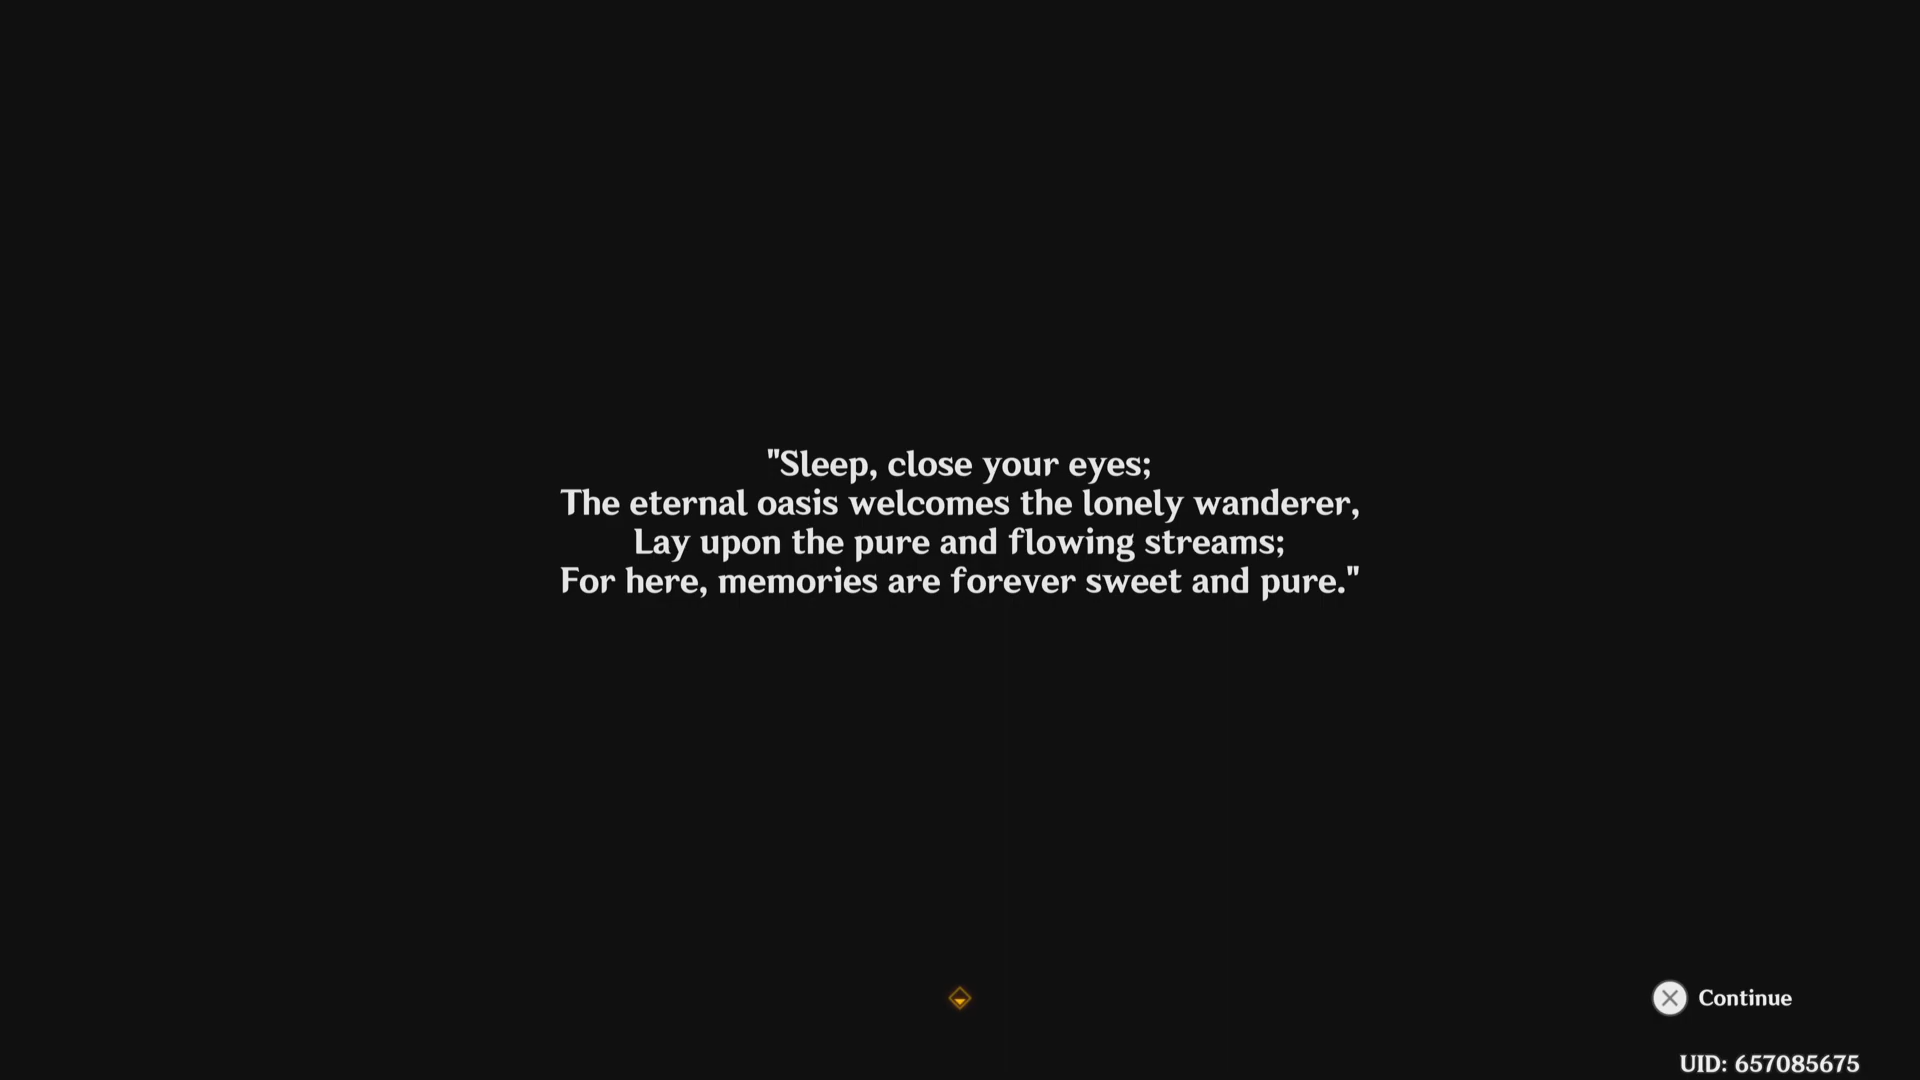 "Sleep, close your eyes;
The eternal oasis welcomes the lonely wanderer,
Lay upon the pure and flowing streams;
For here, memories are forever sweet and pure."
Continue
UID: 657085675